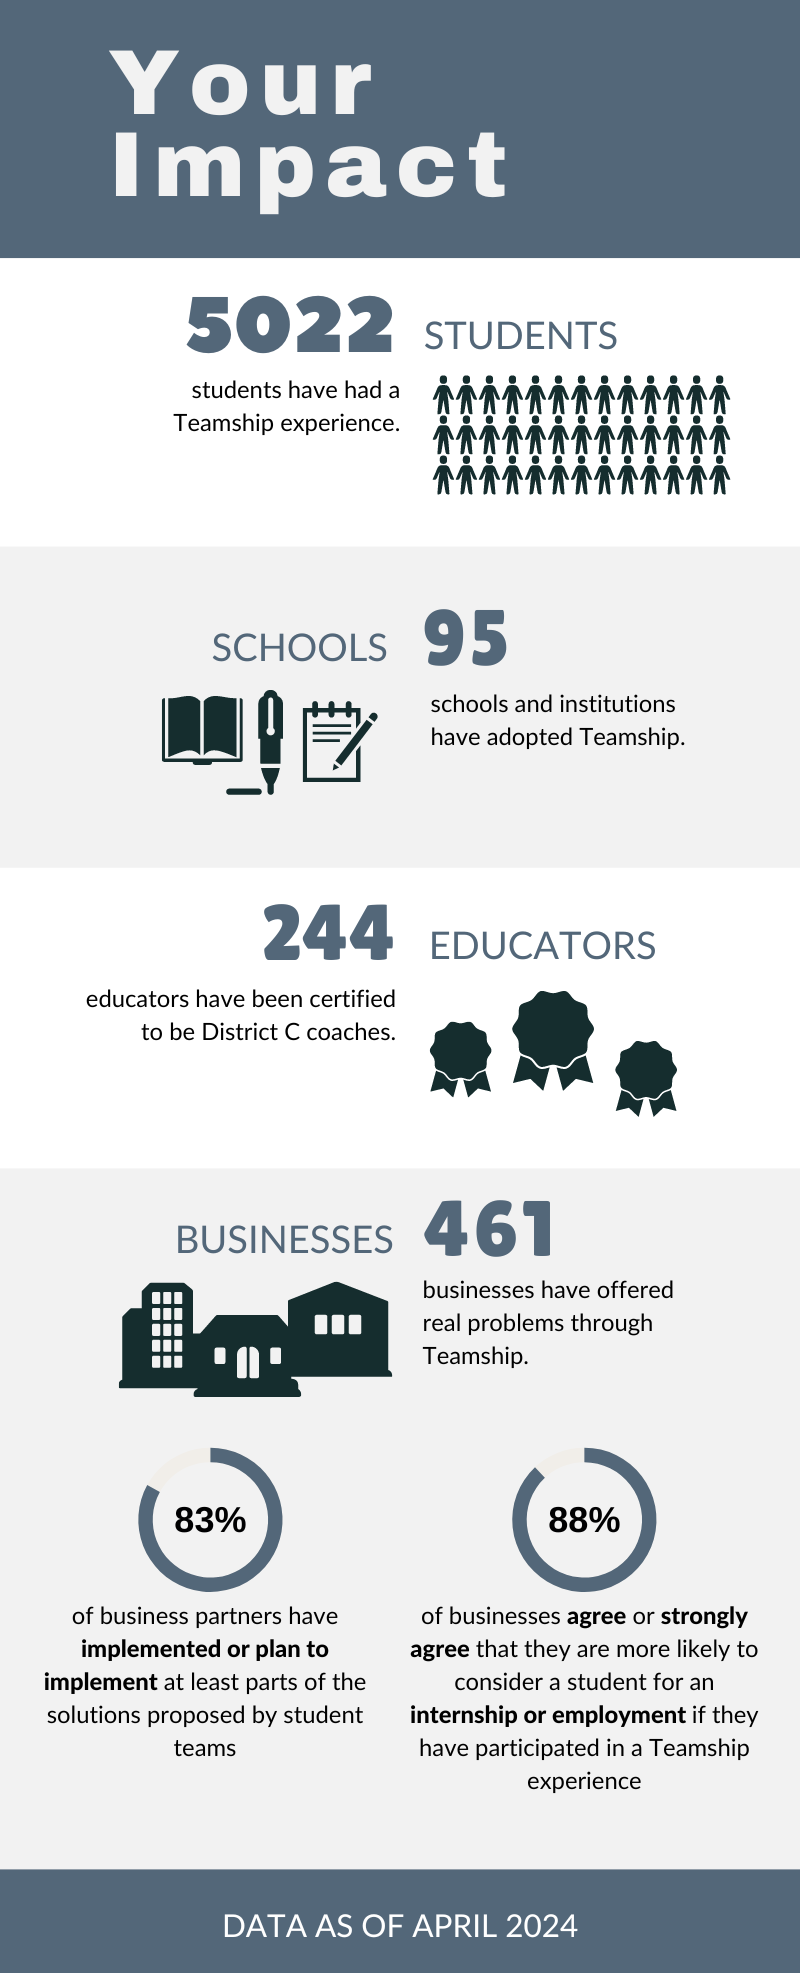 Your
Impact
5022
STUDENTS
students have had a
Teamship experience.
SCHOOLS
95
schools and institutions
have adopted Teamship.
244
EDUCATORS
educators have been certified
to be District C coaches.
BUSINESSES
461
businesses have offered
real problems through
Teamship.
83%
of business partners have
implemented or plan to
implement at least parts of the
solutions proposed by student
teams
88%
of businesses agree or strongly
agree that they are more likely to
consider a student for an
internship or employment if they
have participated in a Teamship
experience
DATA AS OF APRIL 2024